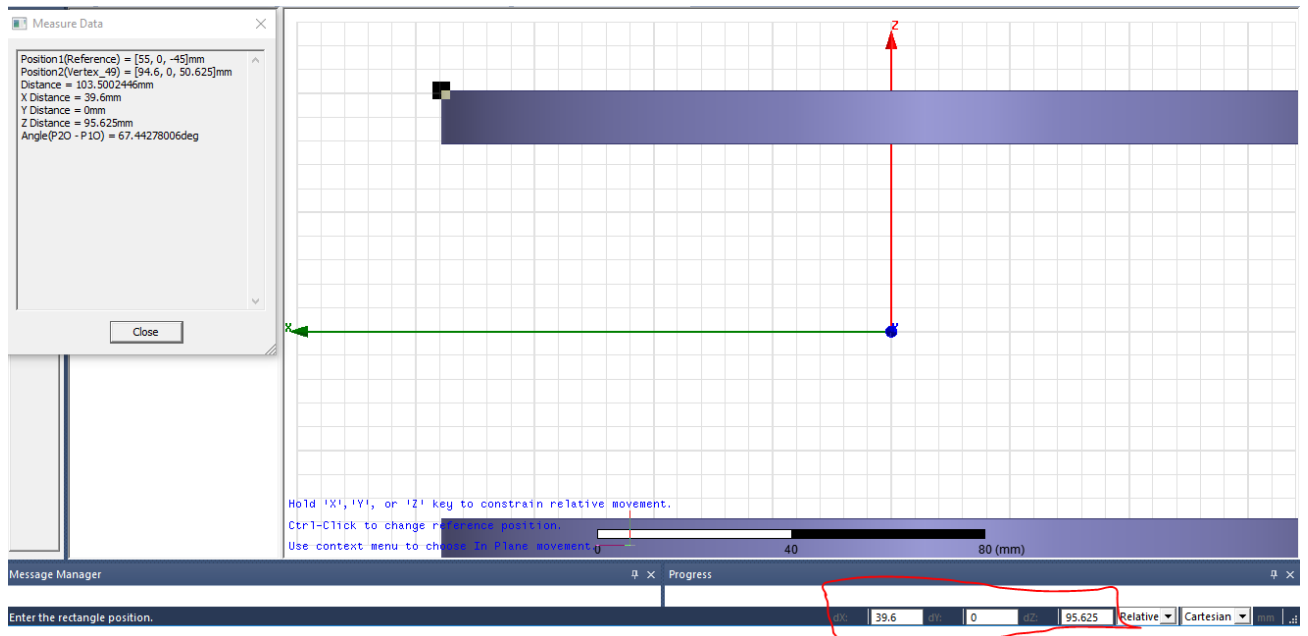 Measure Data
Position1(Reference) = [55, 0, -45]mm
Position2(Vertex_49) = [94.6, 0, 50.625]mm
Distance = 103.5002446mm
X Distance = 39.6mm
Y Distance = 0mm
Z Distance = 95.625mm
Angle(P2O - P1O) = 67.44278006deg
Close
Z
X
Hold 'X','Y', or 'Z' key to constrain relative movement.
Ctrl-Click to change reference position.
Use context menu to choose In Plane movement.
0 40 80 (mm)
Message Manager
Progress
Enter the rectangle position.
dX: 39.6 dY: 0 dZ: 95.625 Relative Cartesian mm